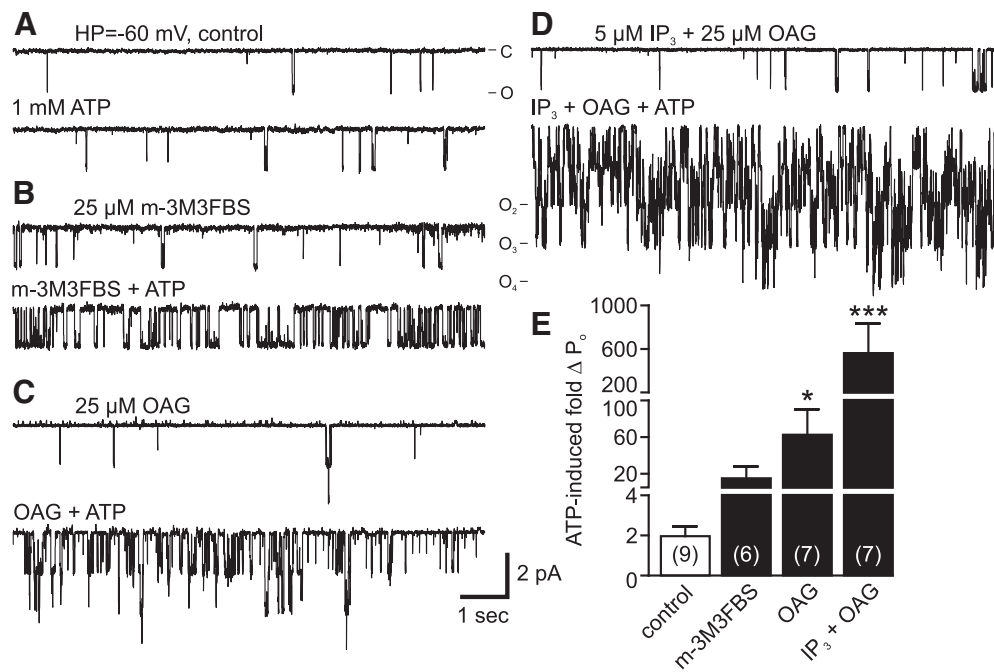 A
HP=-60 mV, control
C
O
1 mM ATP
B
25 µM m-3M3FBS
m-3M3FBS + ATP
C
25 µM OAG
OAG + ATP
2 pA
1 sec
D
5 µM IP₃ + 25 µM OAG
IP₃ + OAG + ATP
O₂
O₃
O₄
E
ATP-induced fold Δ Pₒ
1000
600
200
100
60
20
4
2
0
*
***
(9)
(6)
(7)
(7)
control
m-3M3FBS
OAG
IP₃ + OAG